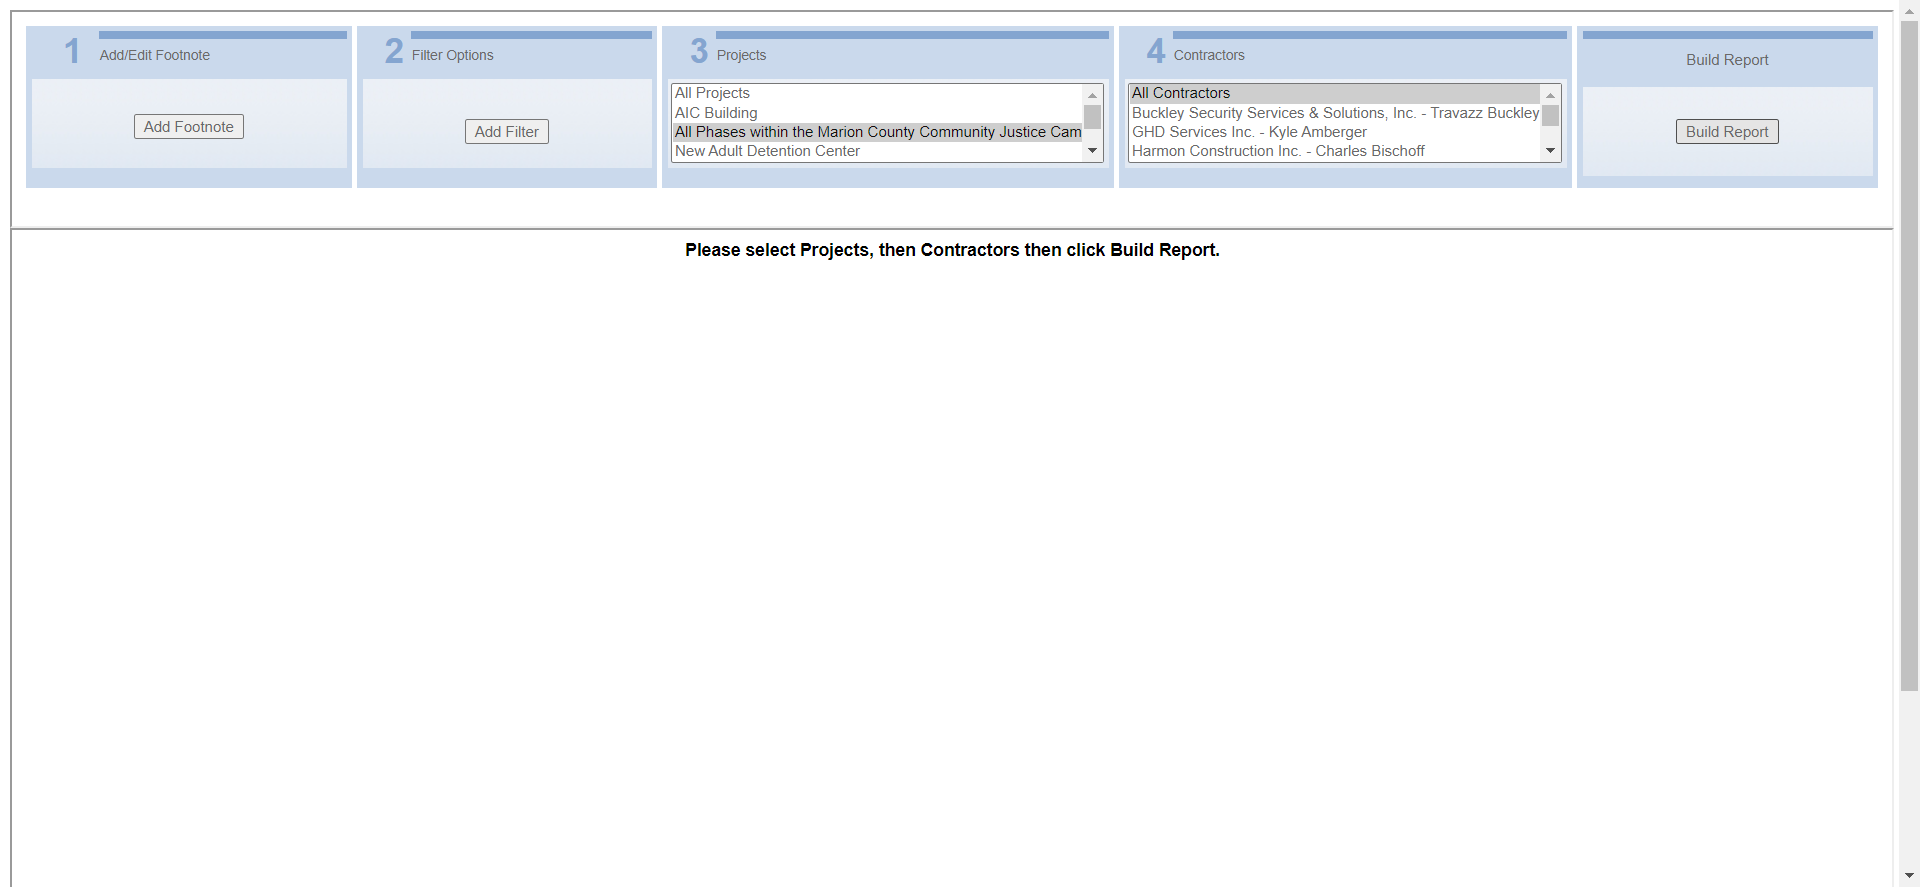 1 Add/Edit Footnote
Add Footnote
2 Filter Options
Add Filter
3 Projects
All Projects
AIC Building
All Phases within the Marion County Community Justice Cam
New Adult Detention Center
4 Contractors
All Contractors
Buckley Security Services & Solutions, Inc. - Travazz Buckley
GHD Services Inc. - Kyle Amberger
Harmon Construction Inc. - Charles Bischoff
Build Report
Build Report
Please select Projects, then Contractors then click Build Report.